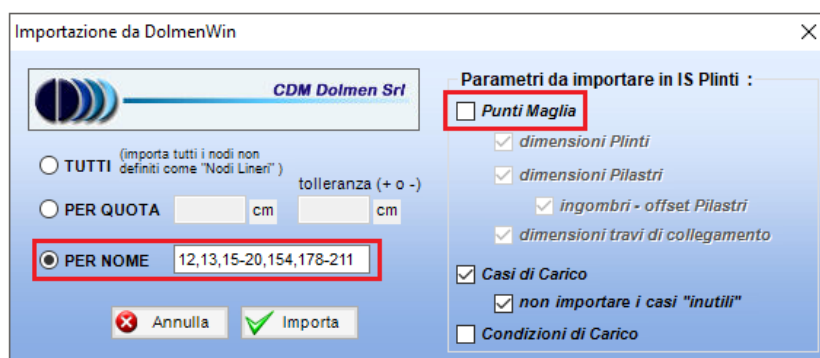 Importazione da DolmenWin
CDM Dolmen Srl
TUTTI (importa tutti i nodi non
definiti come "Nodi Lineri" )
tolleranza (+ o -)
PER QUOTA cm cm
PER NOME 12,13,15-20,154,178-211
Annulla Importa
Parametri da importare in IS Plinti :
Punti Maglia
dimensioni Plinti
dimensioni Pilastri
ingombri - offset Pilastri
dimensioni travi di collegamento
Casi di Carico
non importare i casi "inutili"
Condizioni di Carico